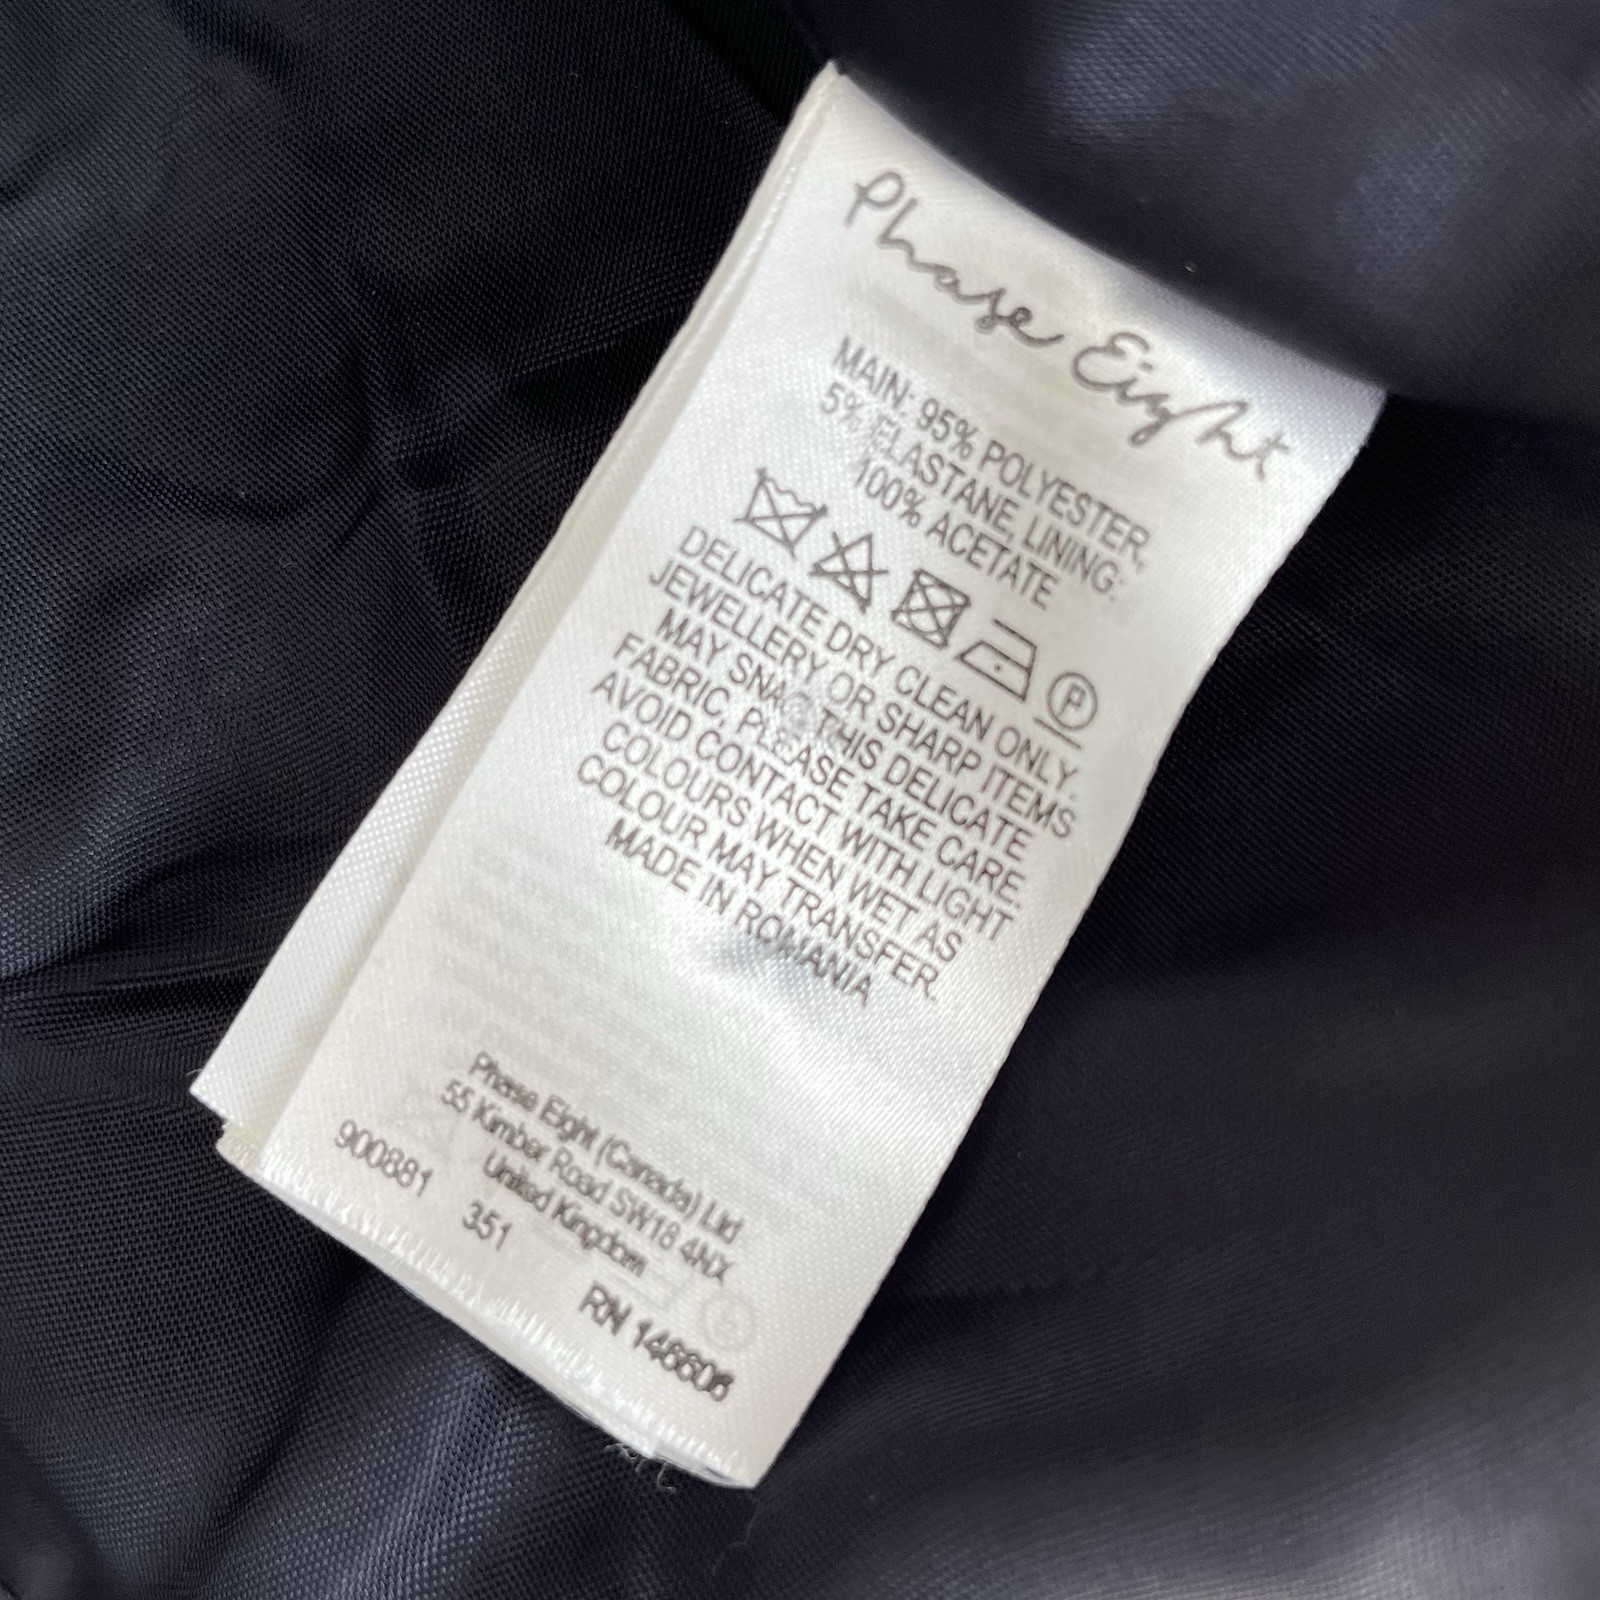 Phase Eight
MAIN: 95% POLYESTER,
5% ELASTANE, LINING:
100% ACETATE
P
DELICATE DRY CLEAN ONLY.
JEWELLERY OR SHARP ITEMS
MAY SNAG THIS DELICATE
FABRIC, PLEASE TAKE CARE.
AVOID CONTACT WITH LIGHT
COLOURS WHEN WET AS
COLOUR MAY TRANSFER.
MADE IN ROMANIA
Phase Eight (Canada) Ltd
55 Kimber Road SW18 4NX
United Kingdom
900881 351 RN 146606